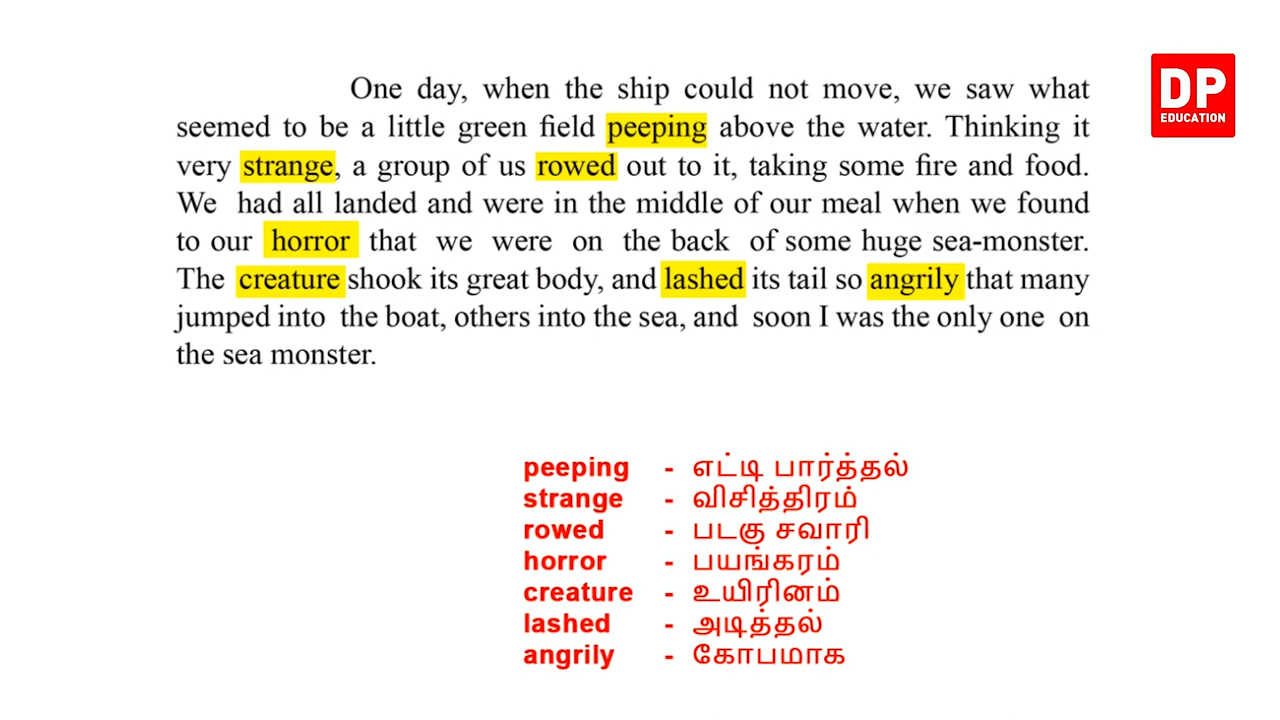 One day, when the ship could not move, we saw what
seemed to be a little green field peeping above the water. Thinking it
very strange, a group of us rowed out to it, taking some fire and food.
We had all landed and were in the middle of our meal when we found
to our horror that we were on the back of some huge sea-monster.
The creature shook its great body, and lashed its tail so angrily that many
jumped into the boat, others into the sea, and soon I was the only one on
the sea monster.
DP
EDUCATION
peeping - எட்டி பார்த்தல்
strange - விசித்திரம்
rowed - படகு சவாரி
horror - பயங்கரம்
creature - உயிரினம்
lashed - அடித்தல்
angrily - கோபமாக